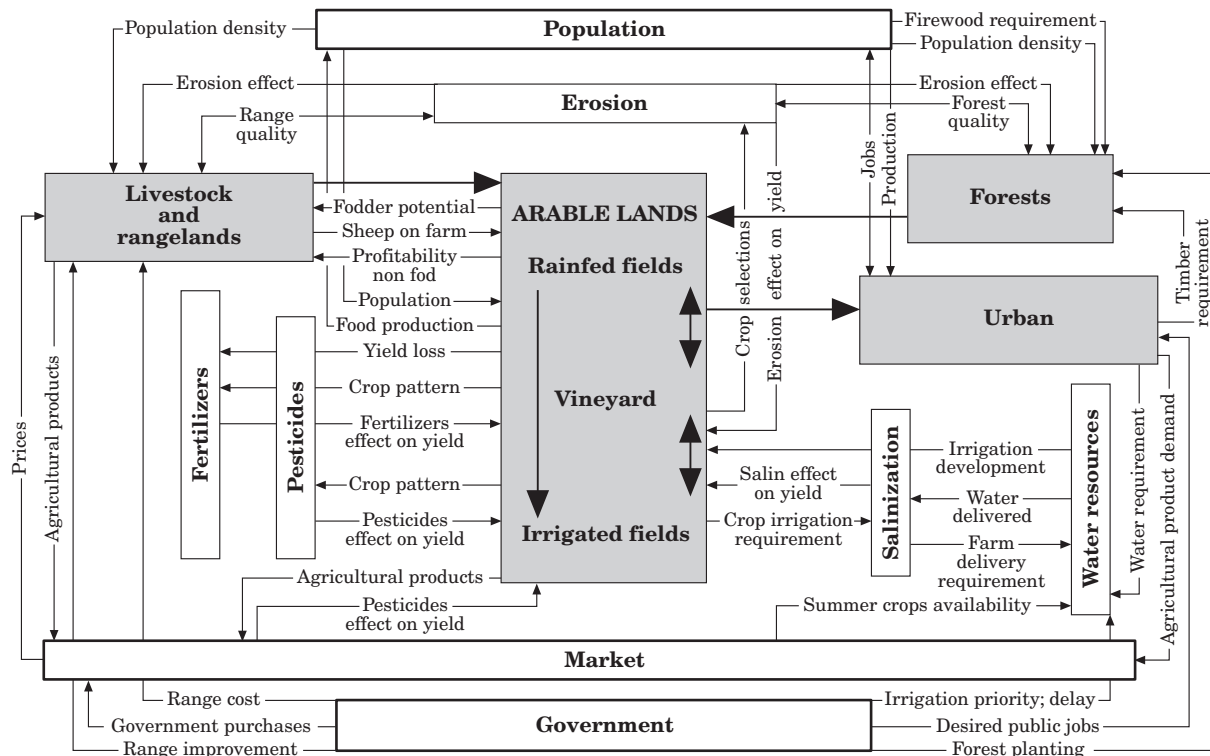 Population density
Population
Firewood requirement
Population density
Erosion effect
Erosion
Erosion effect
Range
quality
Forest
quality
Jobs
Production
Livestock
and
rangelands
Forests
Fodder potential
Sheep on farm
Profitability
non fod
Population
Food production
ARABLE LANDS
Rainfed fields
Vineyard
Irrigated fields
Crop selections
Erosion effect on yield
Urban
Timber
requirement
Yield loss
Crop pattern
Fertilizers
effect on yield
Crop pattern
Pesticides
effect on yield
Fertilizers
Pesticides
Prices
Agricultural products
Salin effect
on yield
Crop irrigation
requirement
Salinization
Irrigation
development
Water
delivered
Farm
delivery
requirement
Water resources
Water requirement
Agricultural product demand
Agricultural products
Pesticides
effect on yield
Summer crops availability
Market
Range cost
Irrigation priority; delay
Government purchases
Government
Desired public jobs
Range improvement
Forest planting